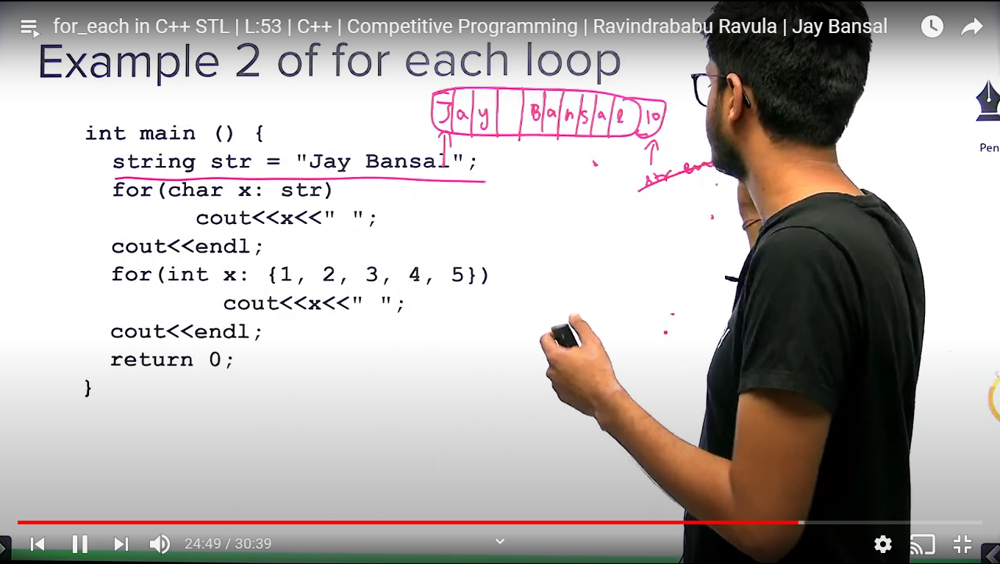 for_each in C++ STL | L:53 | C++ | Competitive Programming | Ravindrababu Ravula | Jay Bansal
Example 2 of for each loop
Jay Bansal \0
int main () {
string str = "Jay Bansal";
for(char x: str)
cout<<x<<" ";
cout<<endl;
for(int x: {1, 2, 3, 4, 5})
cout<<x<<" ";
cout<<endl;
return 0;
}
Pen
24:49 / 30:39